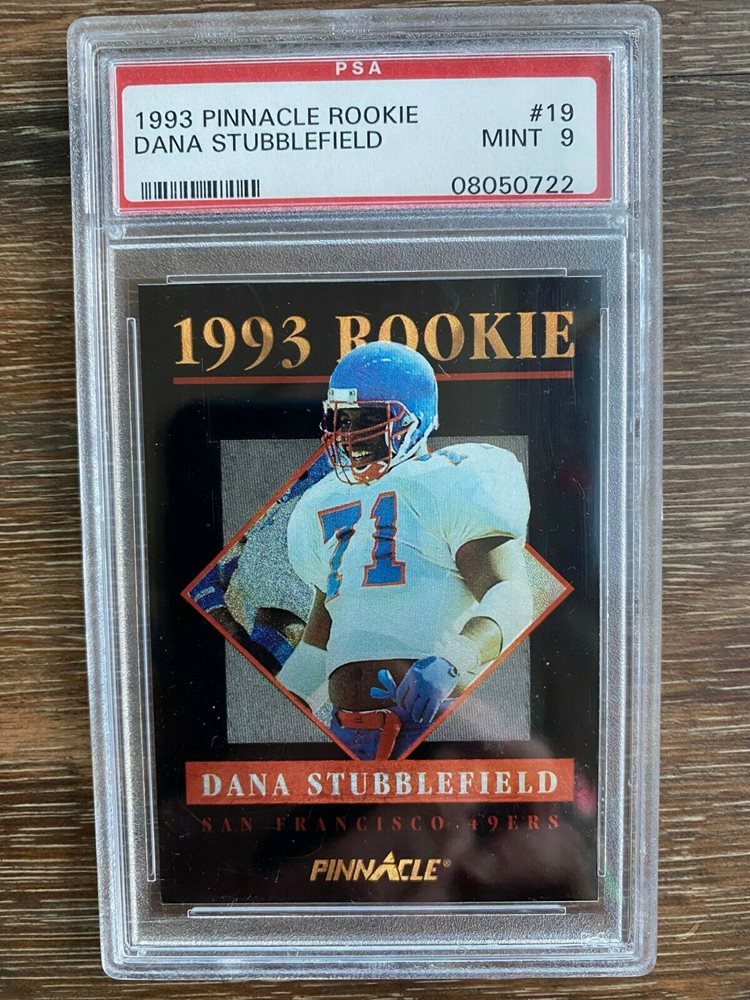 PSA
1993 PINNACLE ROOKIE #19
DANA STUBBLEFIELD MINT 9
08050722
1993 ROOKIE
71
71
DANA STUBBLEFIELD
SAN FRANCISCO 49ERS
PINNACLE®